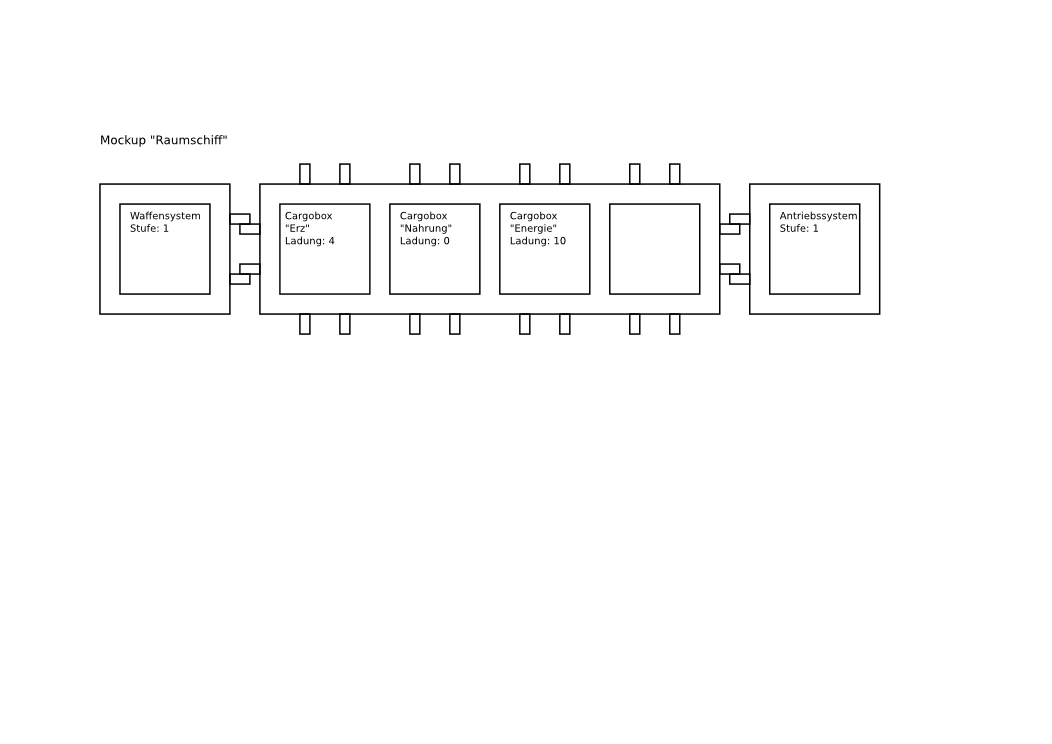 Mockup "Raumschiff"
Waffensystem
Stufe: 1
Cargobox
"Erz"
Ladung: 4
Cargobox
"Nahrung"
Ladung: 0
Cargobox
"Energie"
Ladung: 10
Antriebssystem
Stufe: 1